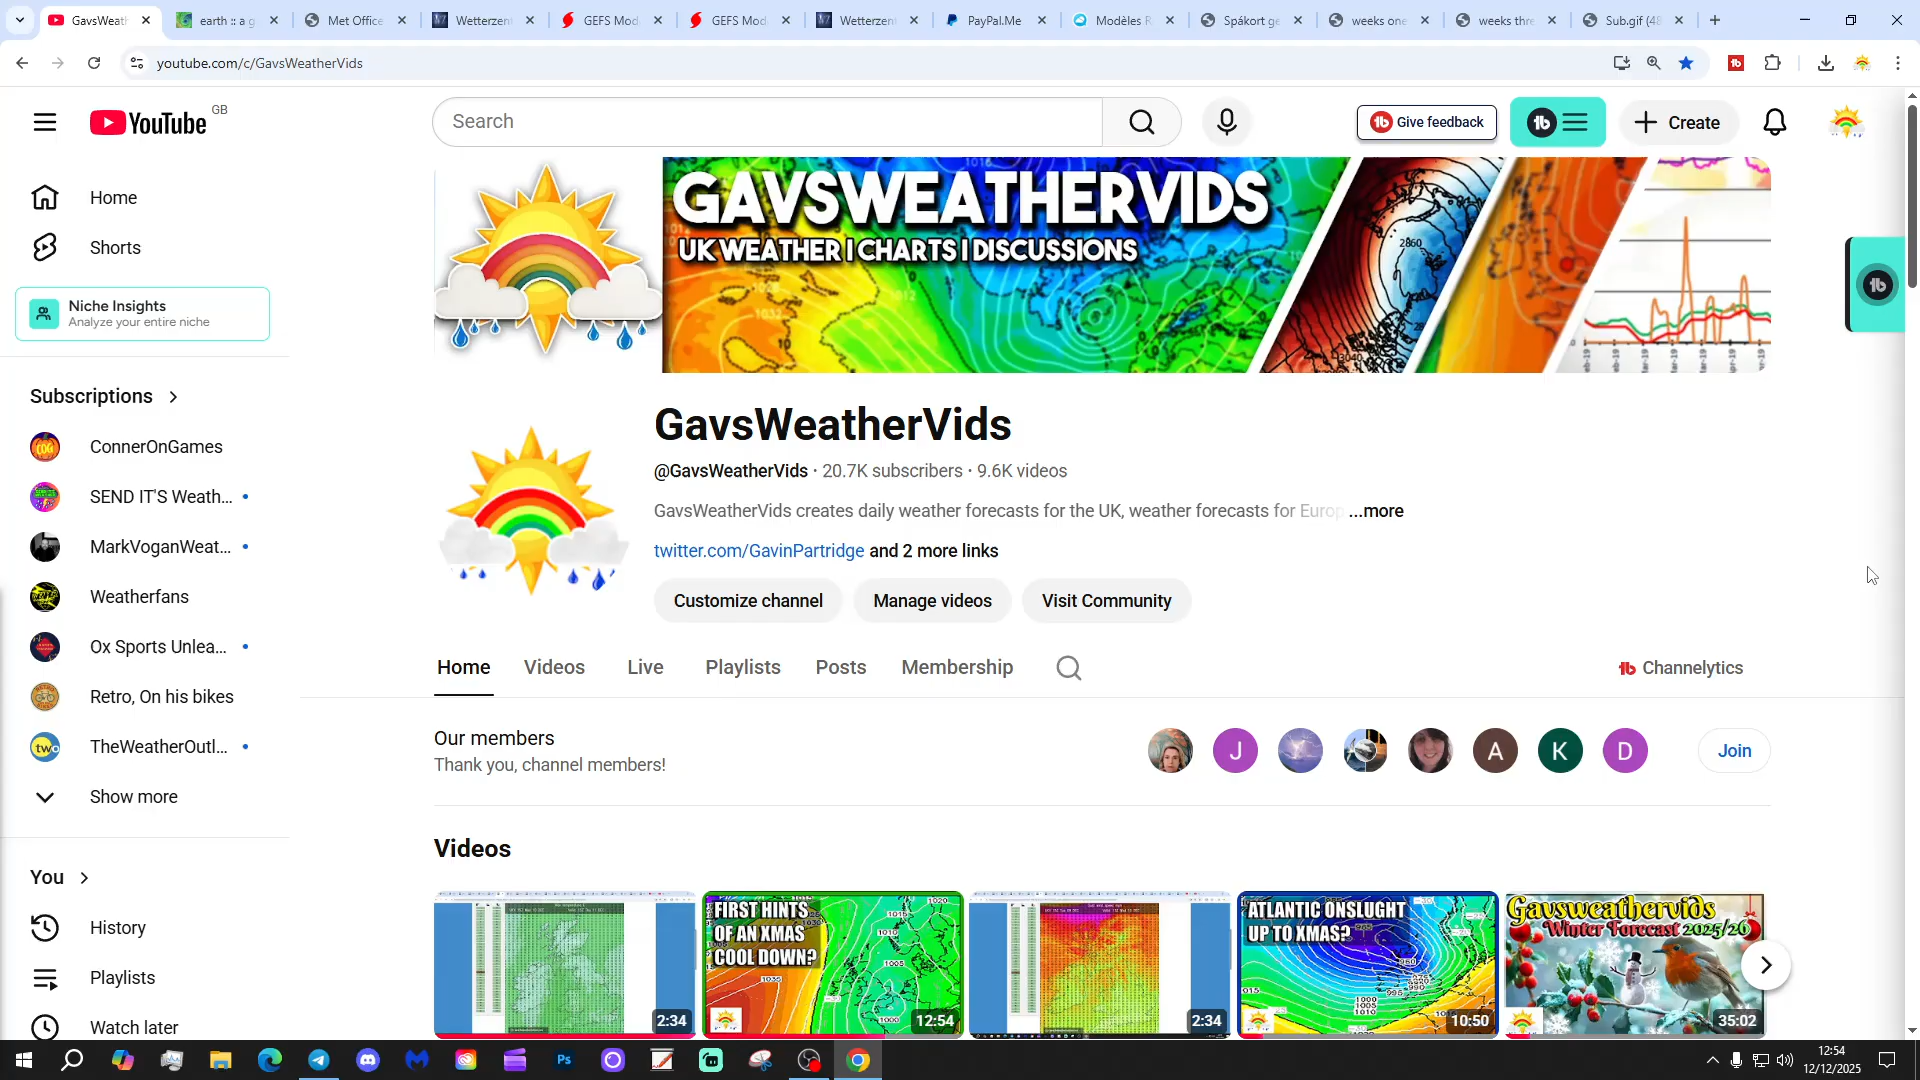 GavsWeath
earth :: a g
Met Office
Wetterzen
GEFS Mod
GEFS Mod
Wetterzen
PayPal.Me
Modèles R
Spákort ge
weeks one
weeks thre
Sub.gif (48
youtube.com/c/GavsWeatherVids
YouTube GB
Search
Give feedback
Create
Home
Shorts
Niche Insights
Analyze your entire niche
Subscriptions
ConnerOnGames
SEND IT'S Weath...
MarkVoganWeat...
Weatherfans
Ox Sports Unlea...
Retro, On his bikes
TheWeatherOutl...
Show more
You
History
Playlists
Watch later
GAVSWEATHERVIDS
UK WEATHER | CHARTS | DISCUSSIONS
GavsWeatherVids
@GavsWeatherVids · 20.7K subscribers · 9.6K videos
GavsWeatherVids creates daily weather forecasts for the UK, weather forecasts for Europ ...more
twitter.com/GavinPartridge and 2 more links
Customize channel
Manage videos
Visit Community
Home
Videos
Live
Playlists
Posts
Membership
Channelytics
Our members
Thank you, channel members!
J
A
K
D
Join
Videos
2:34
FIRST HINTS
OF AN XMAS
COOL DOWN?
12:54
2:34
ATLANTIC ONSLUGHT
UP TO XMAS?
10:50
Gavsweathervids
Winter Forecast 2025/26
35:02
12:54
12/12/2025